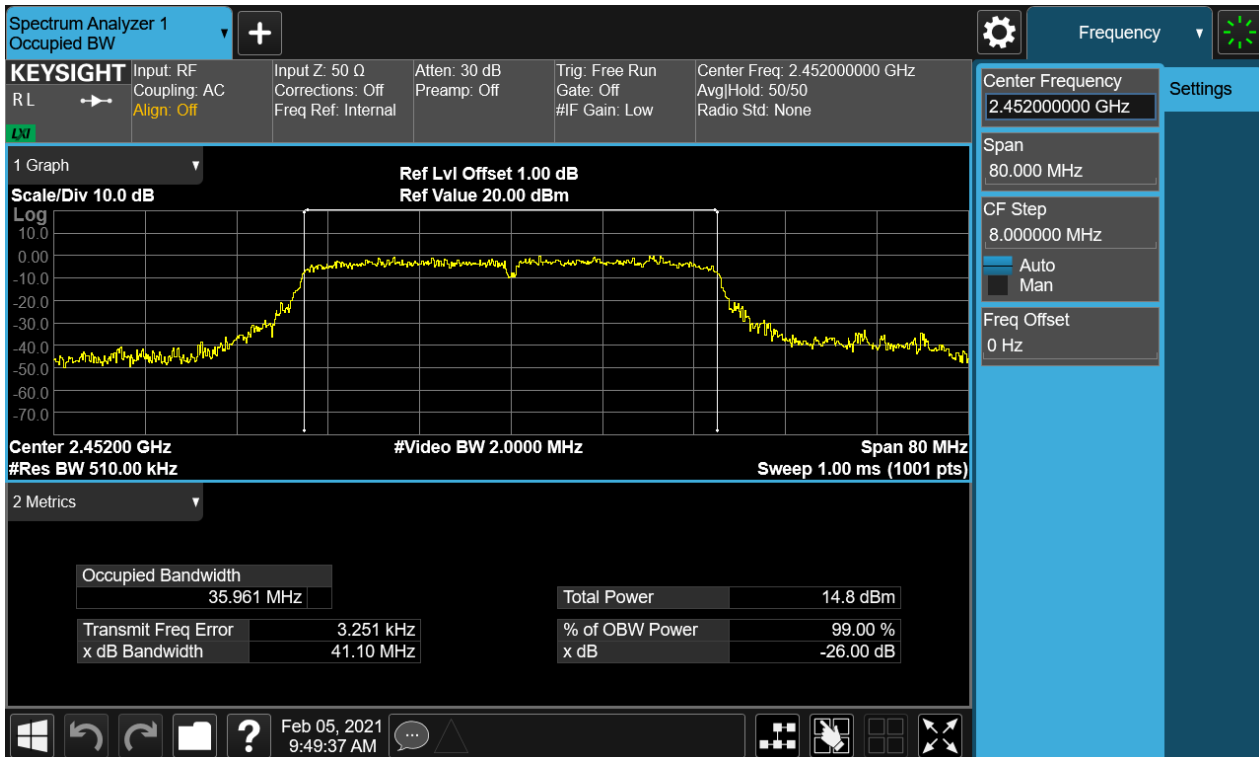 Spectrum Analyzer 1
Occupied BW
+
Frequency
KEYSIGHT
R L
LXI
Input: RF
Coupling: AC
Align: Off
Input Z: 50 Ω
Corrections: Off
Freq Ref: Internal
Atten: 30 dB
Preamp: Off
Trig: Free Run
Gate: Off
#IF Gain: Low
Center Freq: 2.452000000 GHz
Avg|Hold: 50/50
Radio Std: None
Center Frequency
2.452000000 GHz
Settings
Span
80.000 MHz
CF Step
8.000000 MHz
Auto
Man
Freq Offset
0 Hz
1 Graph
Scale/Div 10.0 dB
Ref Lvl Offset 1.00 dB
Ref Value 20.00 dBm
Log
10.0
0.00
-10.0
-20.0
-30.0
-40.0
-50.0
-60.0
-70.0
Center 2.45200 GHz
#Video BW 2.0000 MHz
Span 80 MHz
#Res BW 510.00 kHz
Sweep 1.00 ms (1001 pts)
2 Metrics
Occupied Bandwidth
35.961 MHz
Total Power 14.8 dBm
Transmit Freq Error 3.251 kHz
% of OBW Power 99.00 %
x dB Bandwidth 41.10 MHz
x dB -26.00 dB
?
Feb 05, 2021
9:49:37 AM